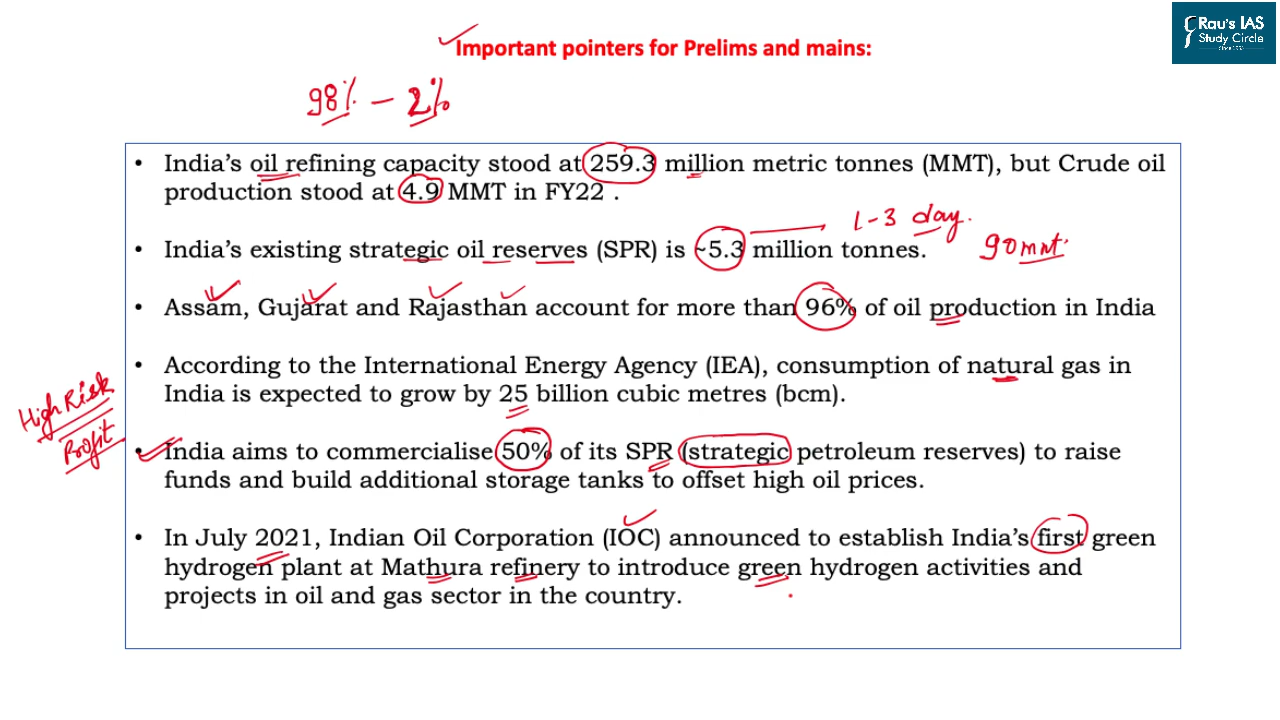 Rau's IAS
Study Circle
Since 1953
Important pointers for Prelims and mains:
98% – 2%
• India's oil refining capacity stood at 259.3 million metric tonnes (MMT), but Crude oil
production stood at 4.9 MMT in FY22 .
1-3 day.
• India's existing strategic oil reserves (SPR) is ~5.3 million tonnes.
90 mmt.
• Assam, Gujarat and Rajasthan account for more than 96% of oil production in India
• According to the International Energy Agency (IEA), consumption of natural gas in
India is expected to grow by 25 billion cubic metres (bcm).
High Risk
Profit
• India aims to commercialise 50% of its SPR (strategic petroleum reserves) to raise
funds and build additional storage tanks to offset high oil prices.
• In July 2021, Indian Oil Corporation (IOC) announced to establish India's first green
hydrogen plant at Mathura refinery to introduce green hydrogen activities and
projects in oil and gas sector in the country.